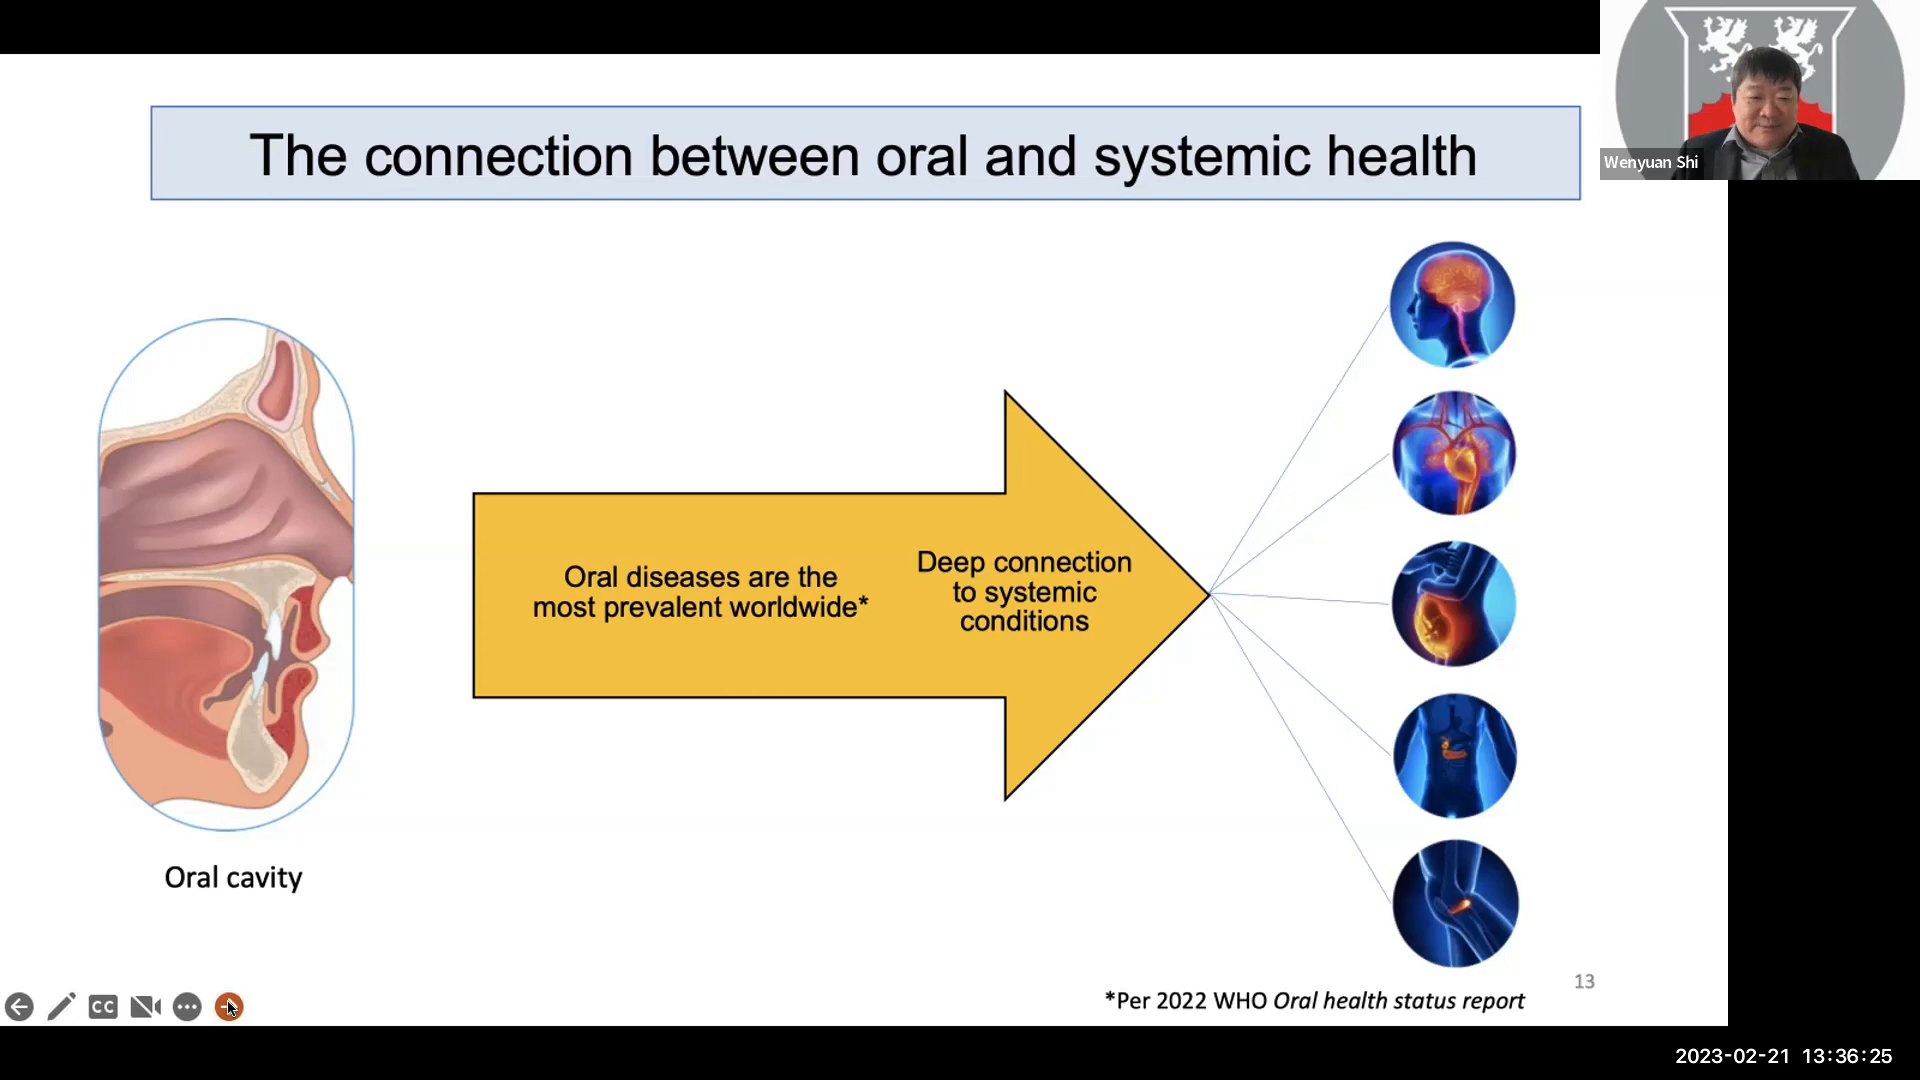 The connection between oral and systemic health
Wenyuan Shi
Oral diseases are the
most prevalent worldwide*
Deep connection
to systemic
conditions
Oral cavity
13
*Per 2022 WHO Oral health status report
CC
2023-02-21 13:36:25